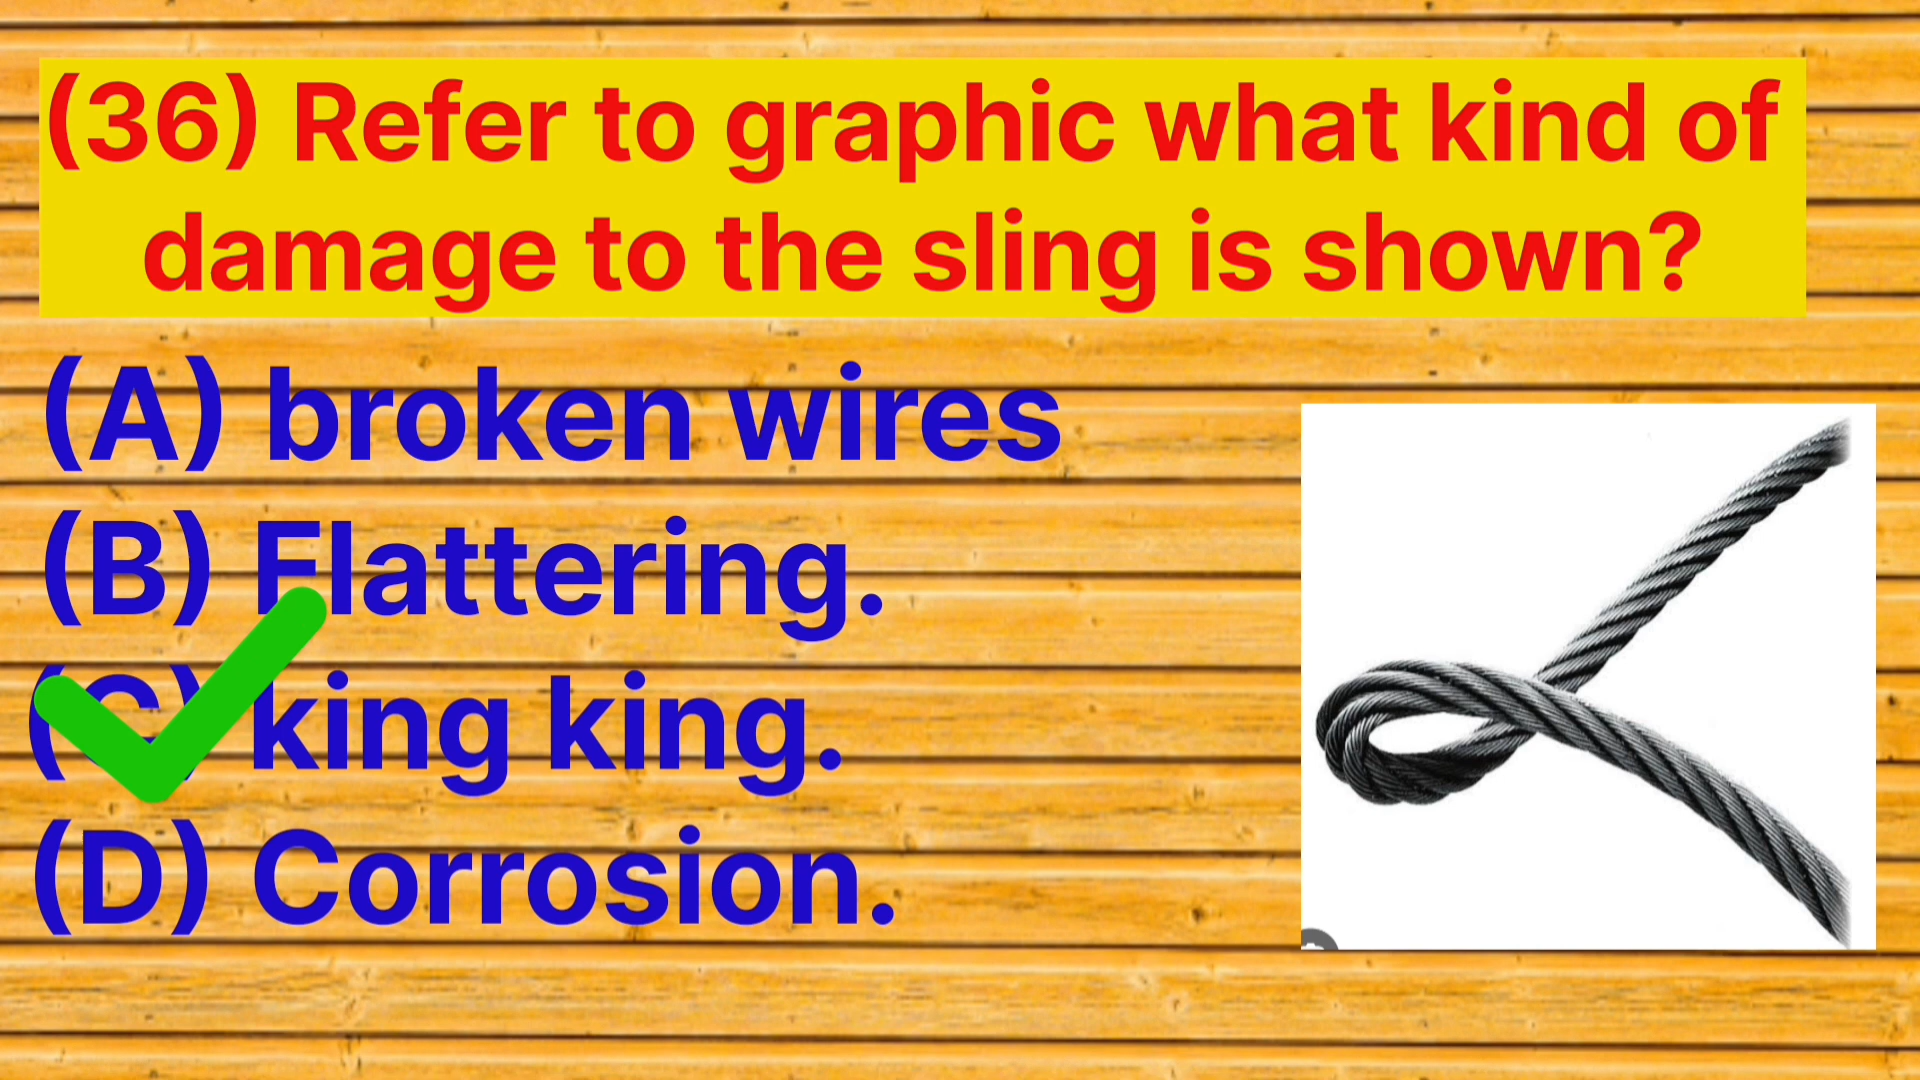 (36) Refer to graphic what kind of
damage to the sling is shown?
(A) broken wires
(B) Flattering.
(C) king king.
(D) Corrosion.